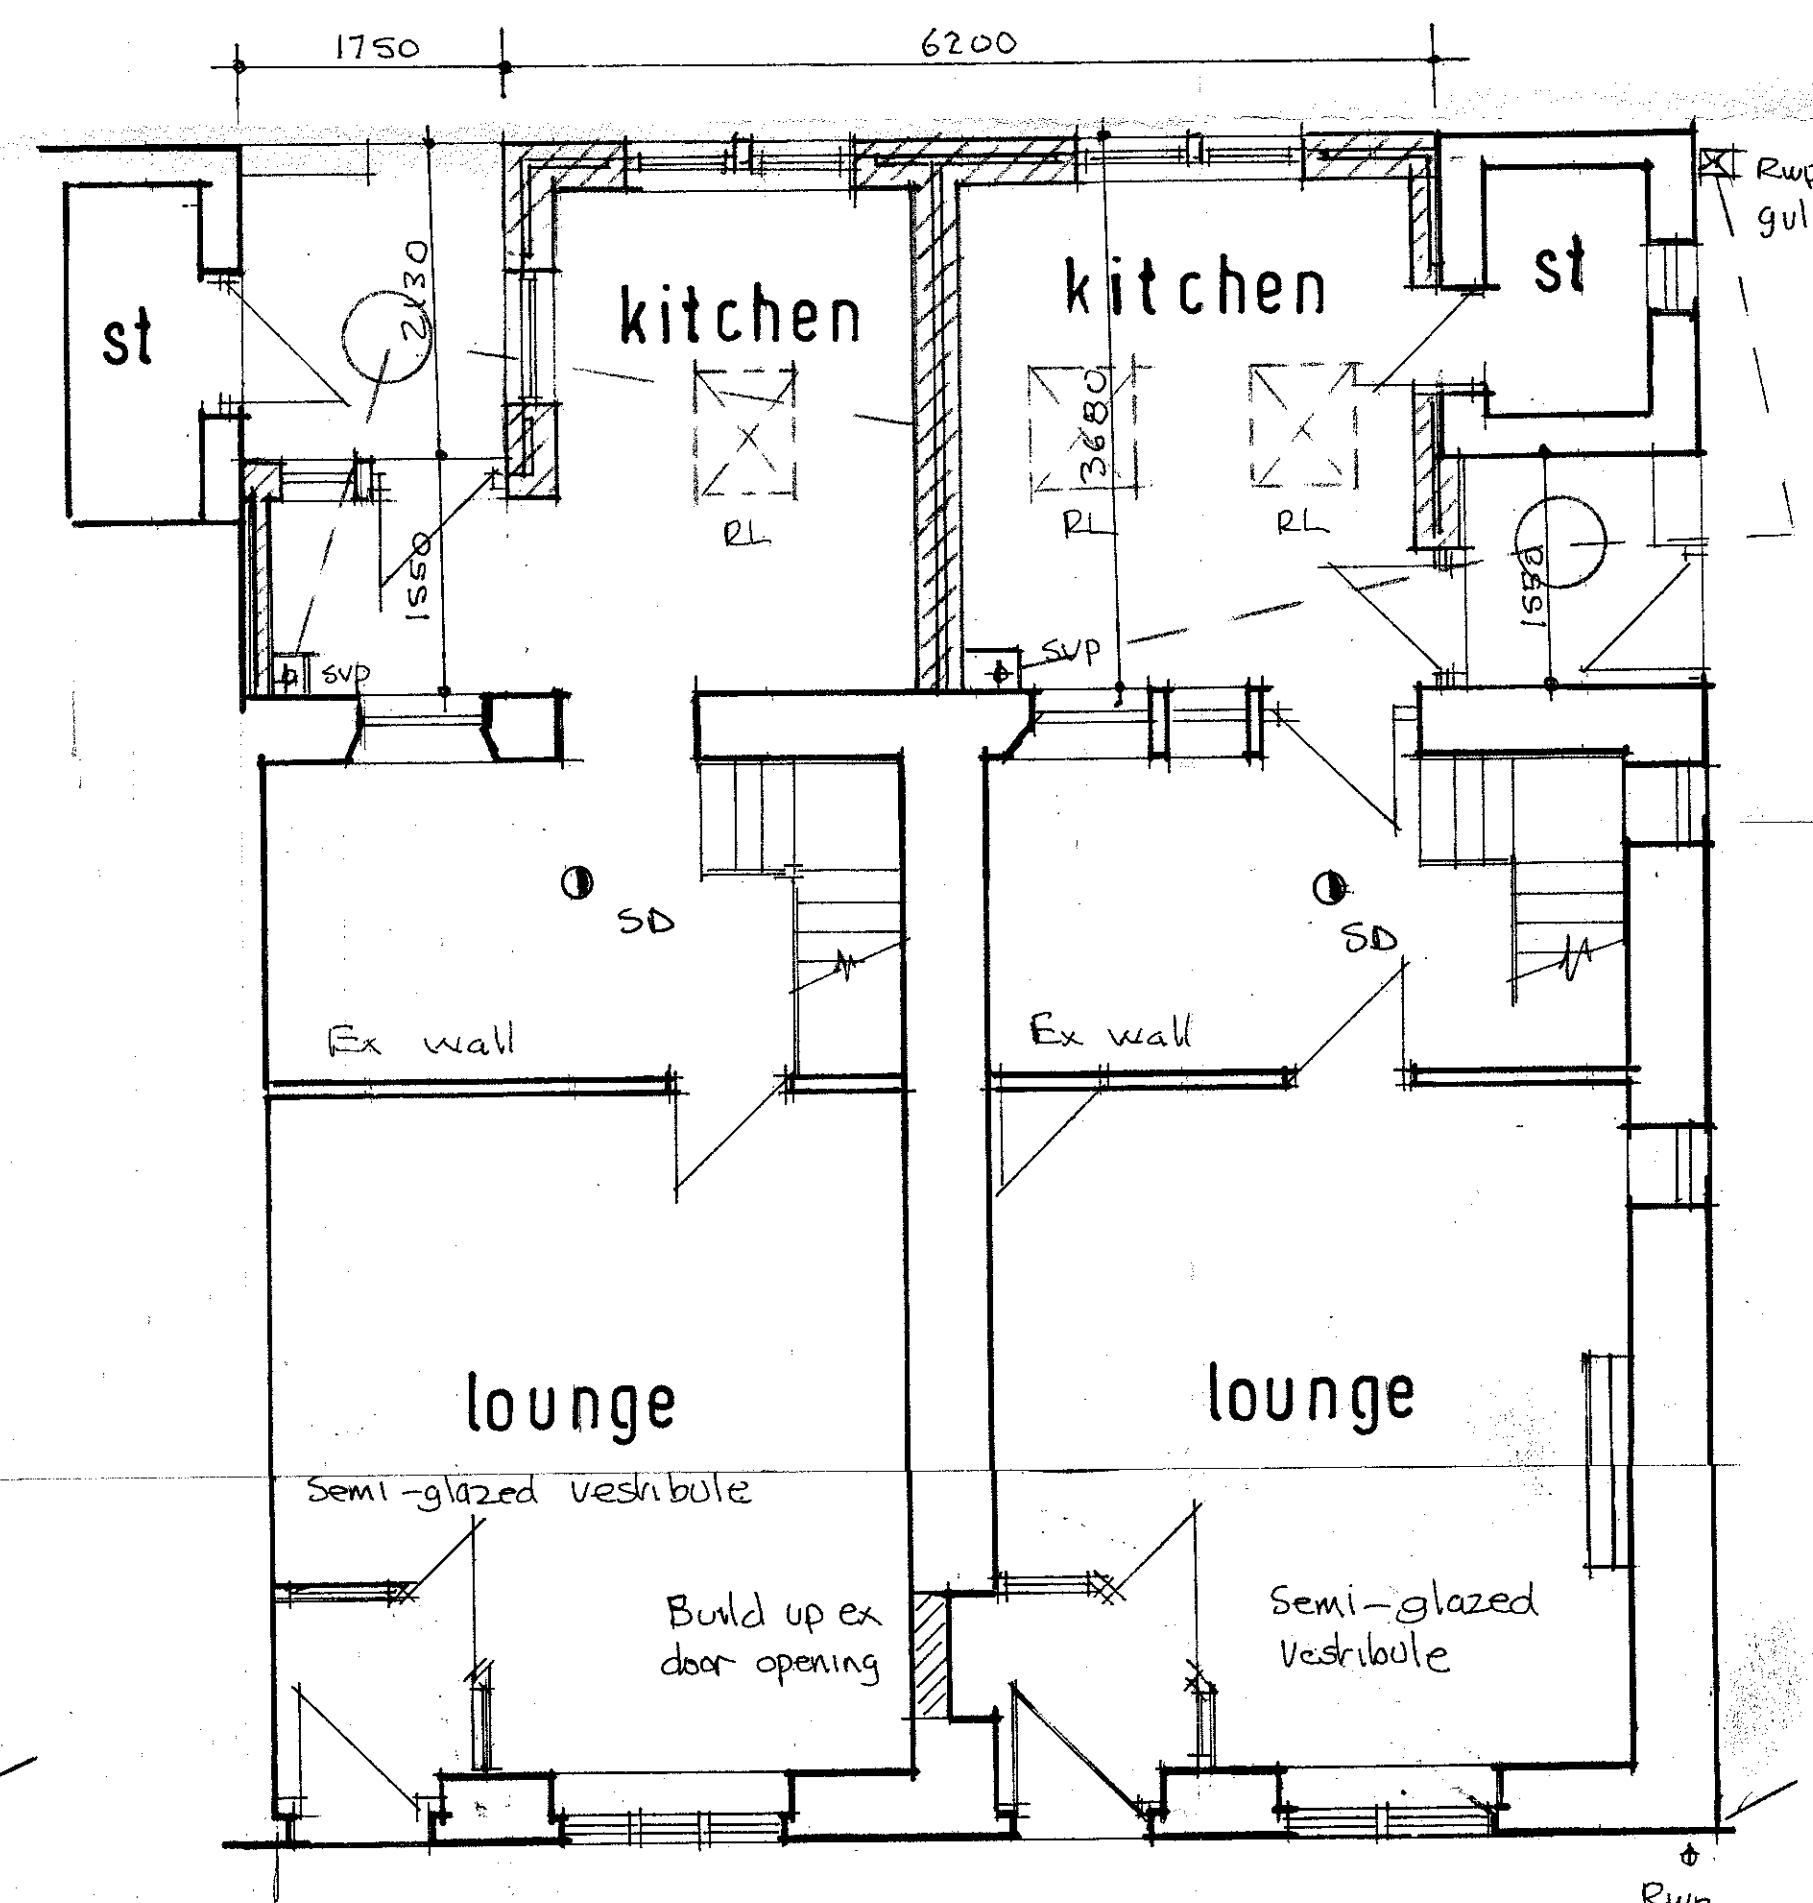 1750
6200
Rwp
gul
2130
kitchen
kitchen
st
st
3680
RL
RL
RL
1550
1550
svp
svp
SD
SD
Ex wall
Ex wall
lounge
lounge
Semi-glazed vestibule
Build up ex
door opening
Semi-glazed
vestibule
Rwp